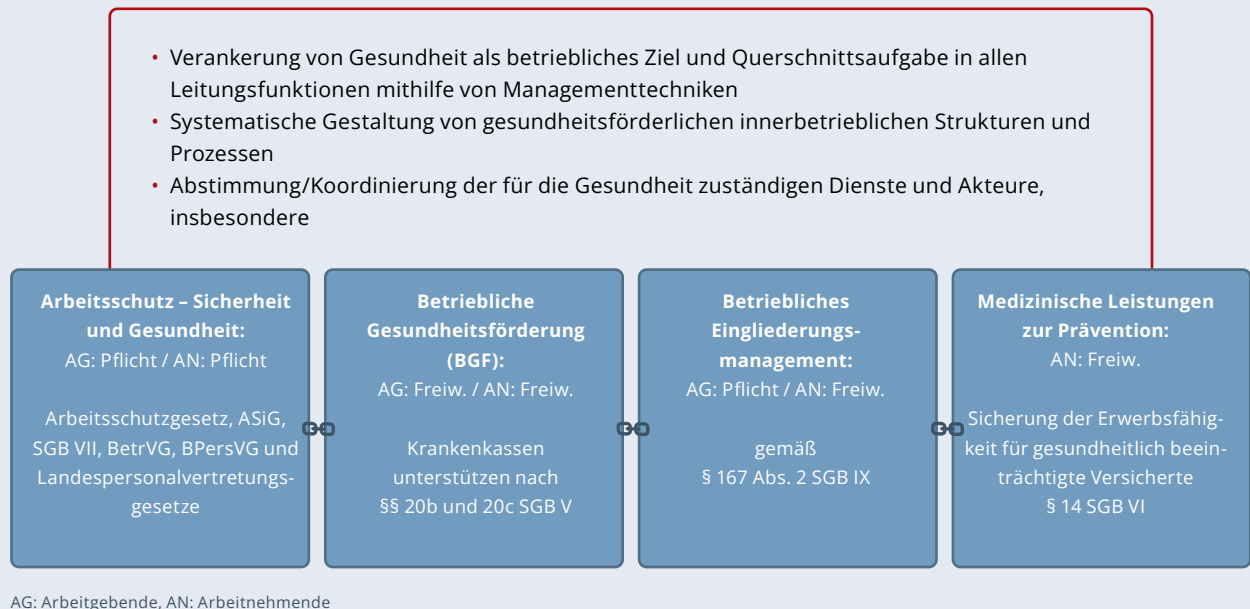 • Verankerung von Gesundheit als betriebliches Ziel und Querschnittsaufgabe in allen
Leitungsfunktionen mithilfe von Managementtechniken
• Systematische Gestaltung von gesundheitsförderlichen innerbetrieblichen Strukturen und
Prozessen
• Abstimmung/Koordinierung der für die Gesundheit zuständigen Dienste und Akteure,
insbesondere
Arbeitsschutz – Sicherheit
und Gesundheit:
AG: Pflicht / AN: Pflicht
Arbeitsschutzgesetz, ASiG,
SGB VII, BetrVG, BPersVG und
Landespersonalvertretungs-
gesetze
Betriebliche
Gesundheitsförderung
(BGF):
AG: Freiw. / AN: Freiw.
Krankenkassen
unterstützen nach
§§ 20b und 20c SGB V
Betriebliches
Eingliederungs-
management:
AG: Pflicht / AN: Freiw.
gemäß
§ 167 Abs. 2 SGB IX
Medizinische Leistungen
zur Prävention:
AN: Freiw.
Sicherung der Erwerbsfähig-
keit für gesundheitlich beein-
trächtigte Versicherte
§ 14 SGB VI
AG: Arbeitgebende, AN: Arbeitnehmende